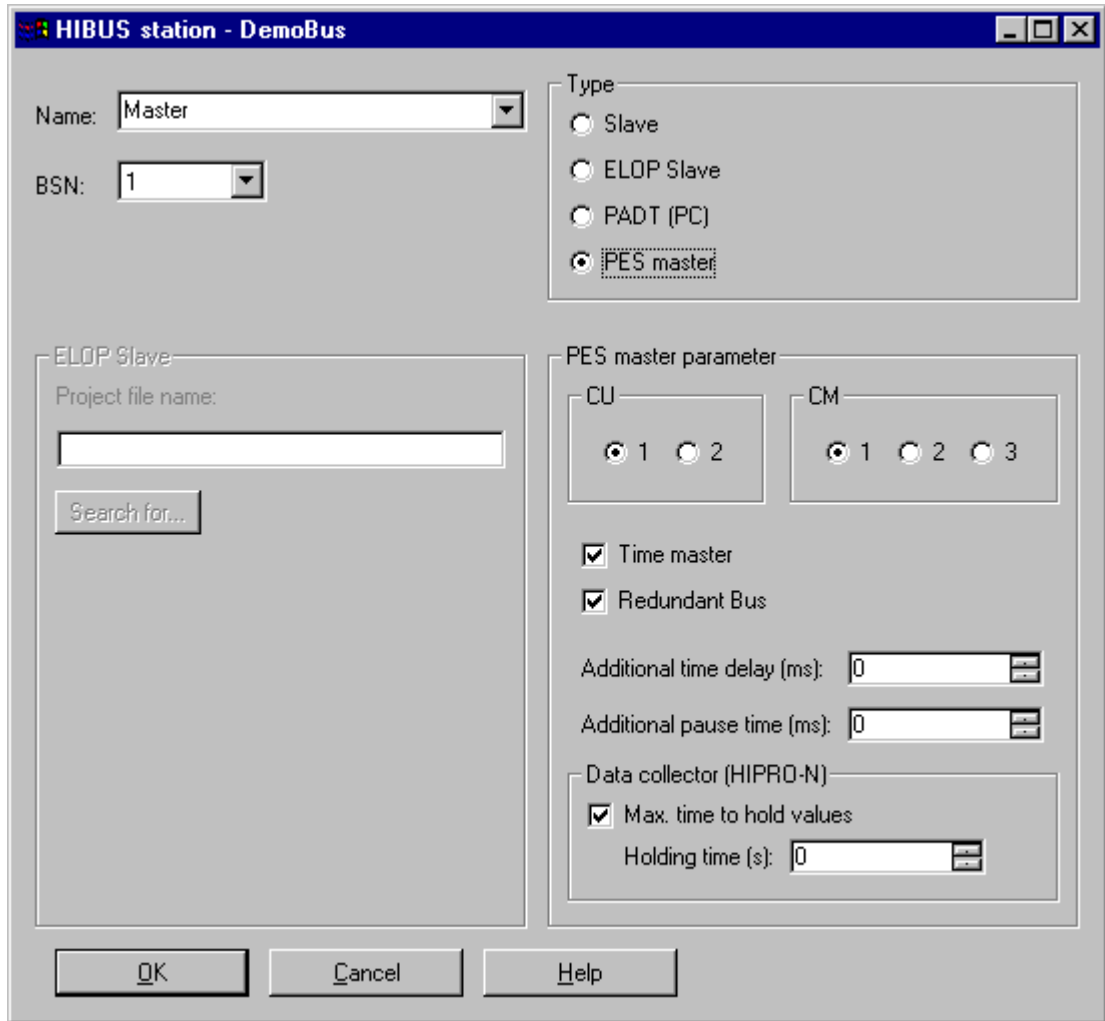 HIBUS station - DemoBus
Name: Master
BSN: 1
Type
Slave
ELOP Slave
PADT (PC)
PES master
ELOP Slave
Project file name:
Search for...
PES master parameter
CU
1 2
CM
1 2 3
Time master
Redundant Bus
Additional time delay (ms): 0
Additional pause time (ms): 0
Data collector (HIPRO-N)
Max. time to hold values
Holding time (s): 0
OK Cancel Help